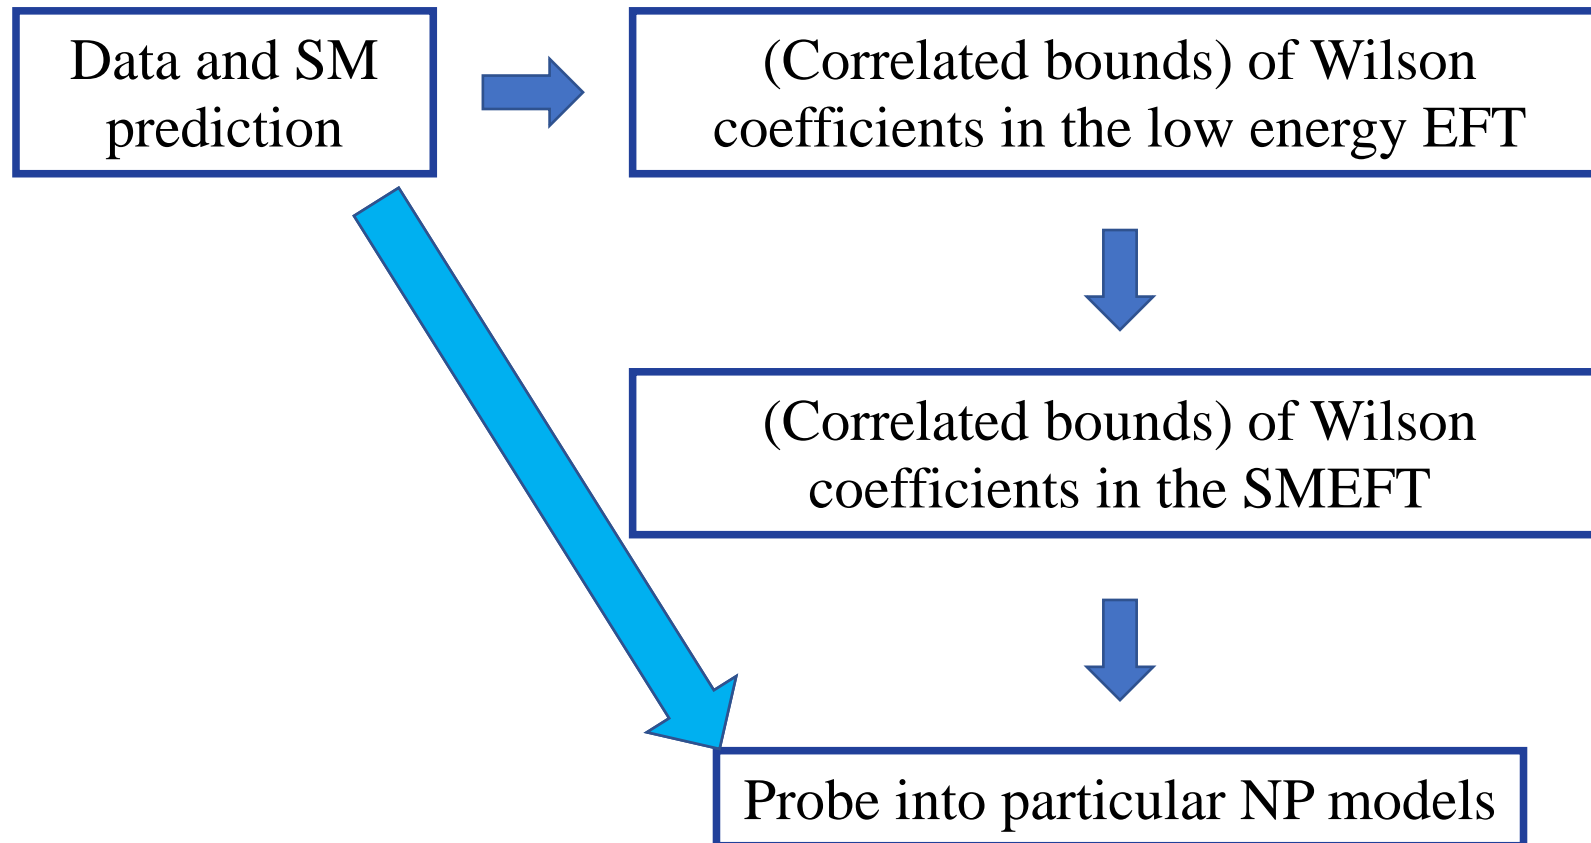 Data and SM
prediction
(Correlated bounds) of Wilson
coefficients in the low energy EFT
(Correlated bounds) of Wilson
coefficients in the SMEFT
Probe into particular NP models